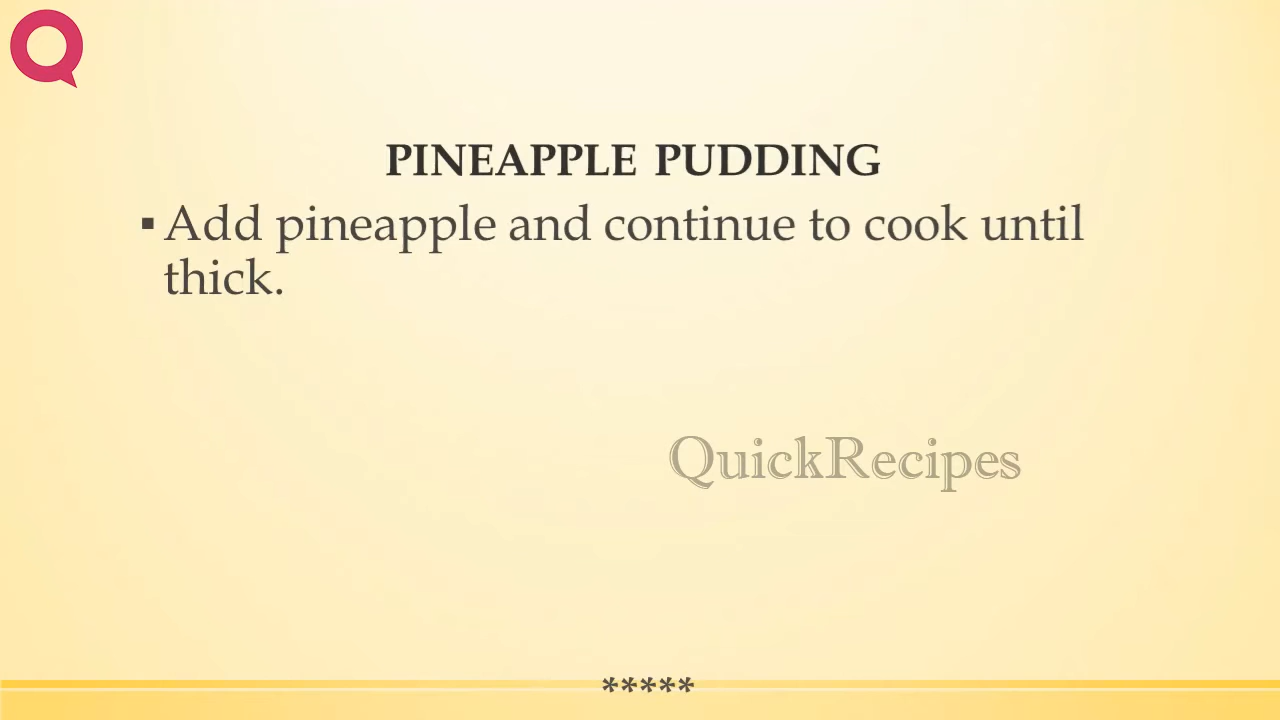 PINEAPPLE PUDDING
▪ Add pineapple and continue to cook until
thick.
QuickRecipes
*****